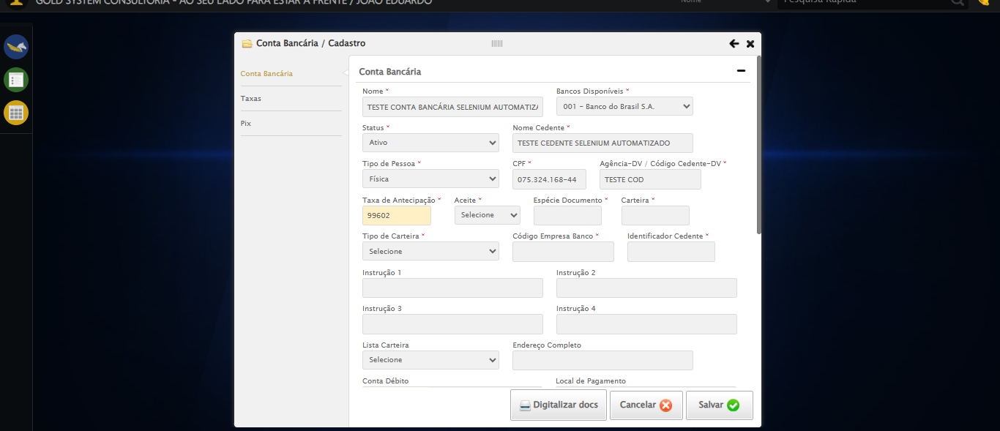 GOLD SYSTEM CONSULTORIA - AO SEU LADO PARA ESTAR À FRENTE / JOÃO EDUARDO
Nome
Pesquisa Rápida
Conta Bancária / Cadastro
Conta Bancária
Taxas
Pix
Conta Bancária
Nome *
Bancos Disponíveis *
TESTE CONTA BANCÁRIA SELENIUM AUTOMATIZA
001 - Banco do Brasil S.A.
Status *
Nome Cedente *
Ativo
TESTE CEDENTE SELENIUM AUTOMATIZADO
Tipo de Pessoa *
CPF *
Agência-DV / Código Cedente-DV *
Física
075.324.168-44
TESTE COD
Taxa de Antecipação *
Aceite *
Espécie Documento *
Carteira *
99602
Selecione
Tipo de Carteira *
Código Empresa Banco *
Identificador Cedente *
Selecione
Instrução 1
Instrução 2
Instrução 3
Instrução 4
Lista Carteira
Endereço Completo
Selecione
Conta Débito
Local de Pagamento
Digitalizar docs
Cancelar
Salvar